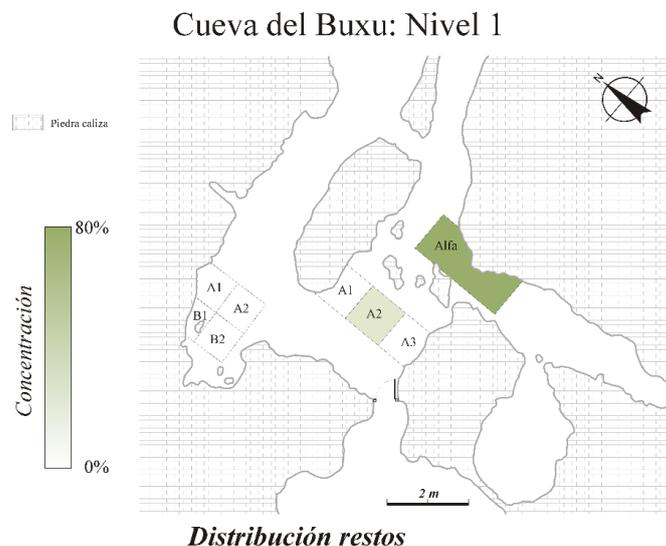 Cueva del Buxu: Nivel 1
N
Piedra caliza
80%
Concentración
0%
Alfa
A1
A2
B1
B2
A1
A2
A3
2 m
Distribución restos